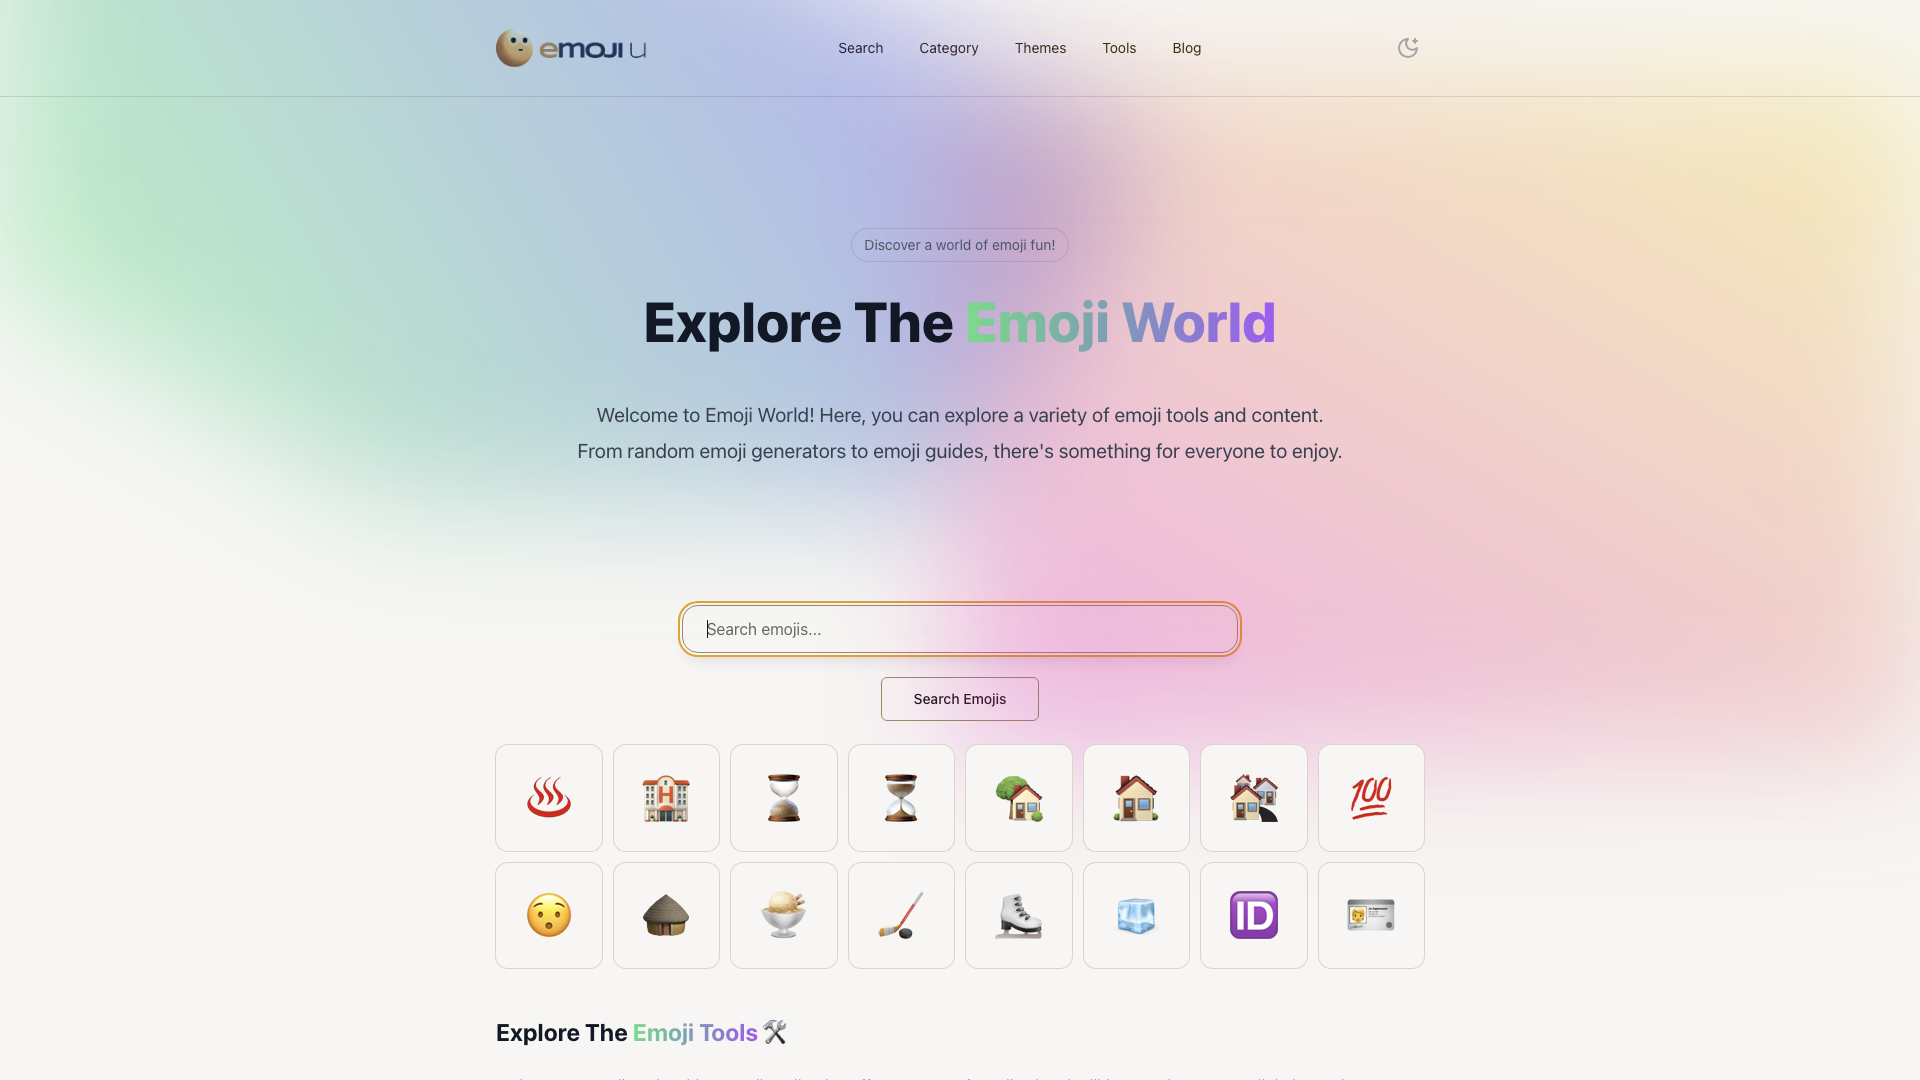 emoji u
Search
Category
Themes
Tools
Blog
Discover a world of emoji fun!
Explore The Emoji World
Welcome to Emoji World! Here, you can explore a variety of emoji tools and content.
From random emoji generators to emoji guides, there's something for everyone to enjoy.
Search emojis...
Search Emojis
H
100
ID
Explore The Emoji Tools